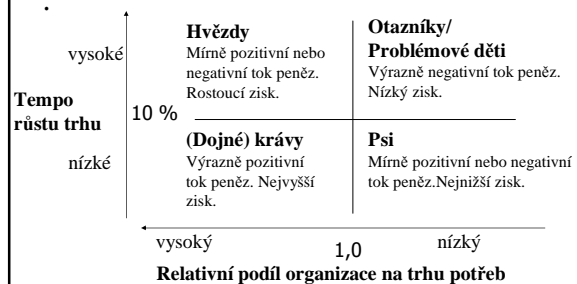 •
vysoké
Tempo
růstu trhu
nízké
10 %
Hvězdy
Mírně pozitivní nebo
negativní tok peněz.
Rostoucí zisk.
Otazníky/
Problémové děti
Výrazně negativní tok peněz.
Nízký zisk.
(Dojné) krávy
Výrazně pozitivní
tok peněz. Nejvyšší
zisk.
Psi
Mírně pozitivní nebo negativní
tok peněz.Nejnižší zisk.
vysoký
1,0
nízký
Relativní podíl organizace na trhu potřeb